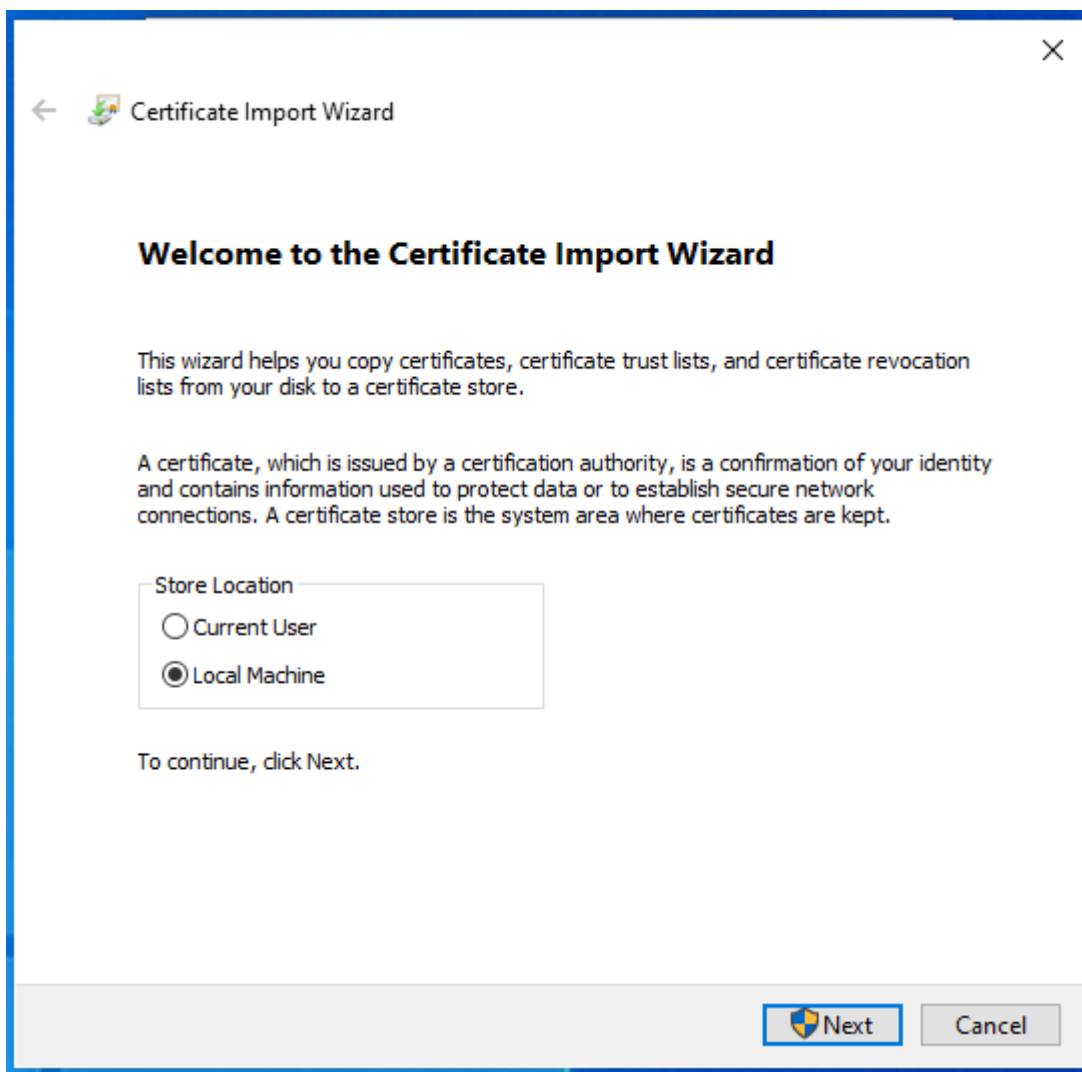 Certificate Import Wizard
Welcome to the Certificate Import Wizard
This wizard helps you copy certificates, certificate trust lists, and certificate revocation
lists from your disk to a certificate store.
A certificate, which is issued by a certification authority, is a confirmation of your identity
and contains information used to protect data or to establish secure network
connections. A certificate store is the system area where certificates are kept.
Store Location
Current User
Local Machine
To continue, click Next.
Next
Cancel